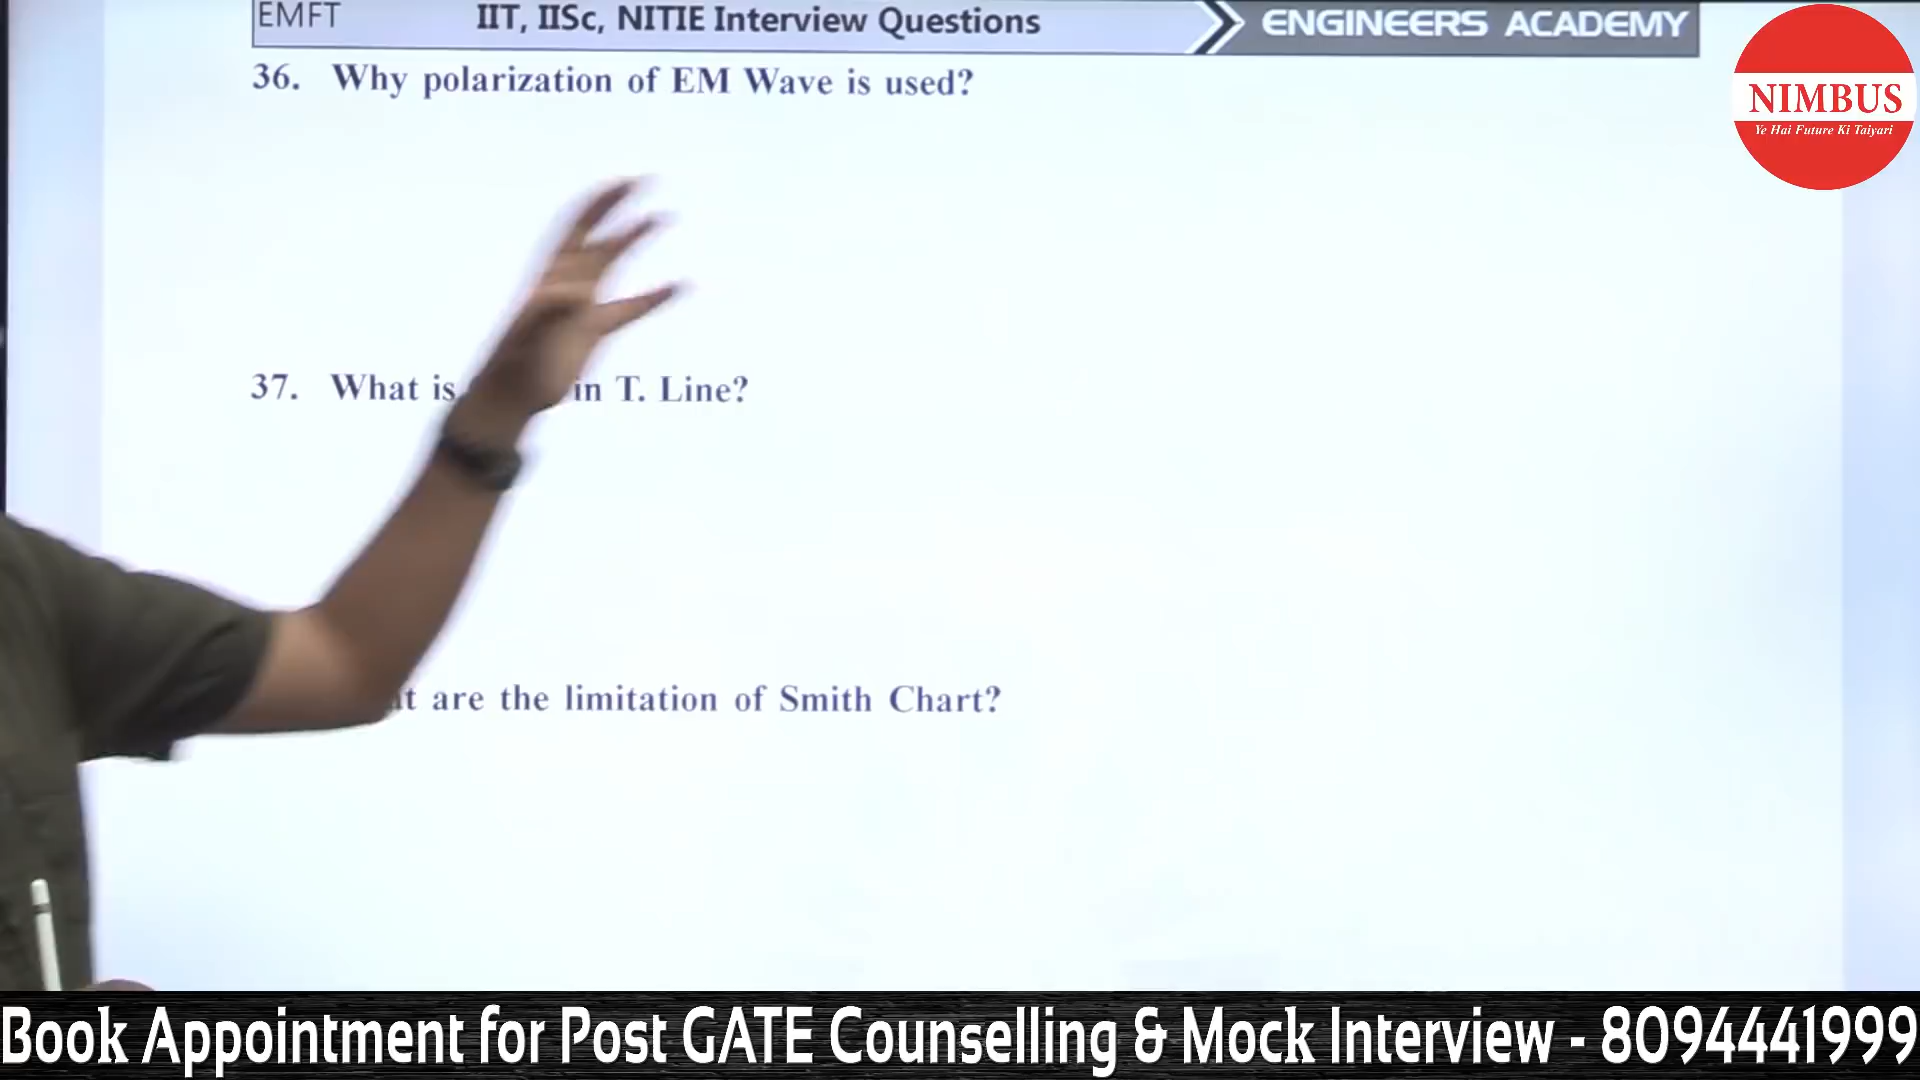 EMFT IIT, IISc, NITIE Interview Questions ENGINEERS ACADEMY
36. Why polarization of EM Wave is used?
NIMBUS
Ye Hai Future Ki Taiyari
37. What is in T. Line?
are the limitation of Smith Chart?
Book Appointment for Post GATE Counselling & Mock Interview - 8094441999